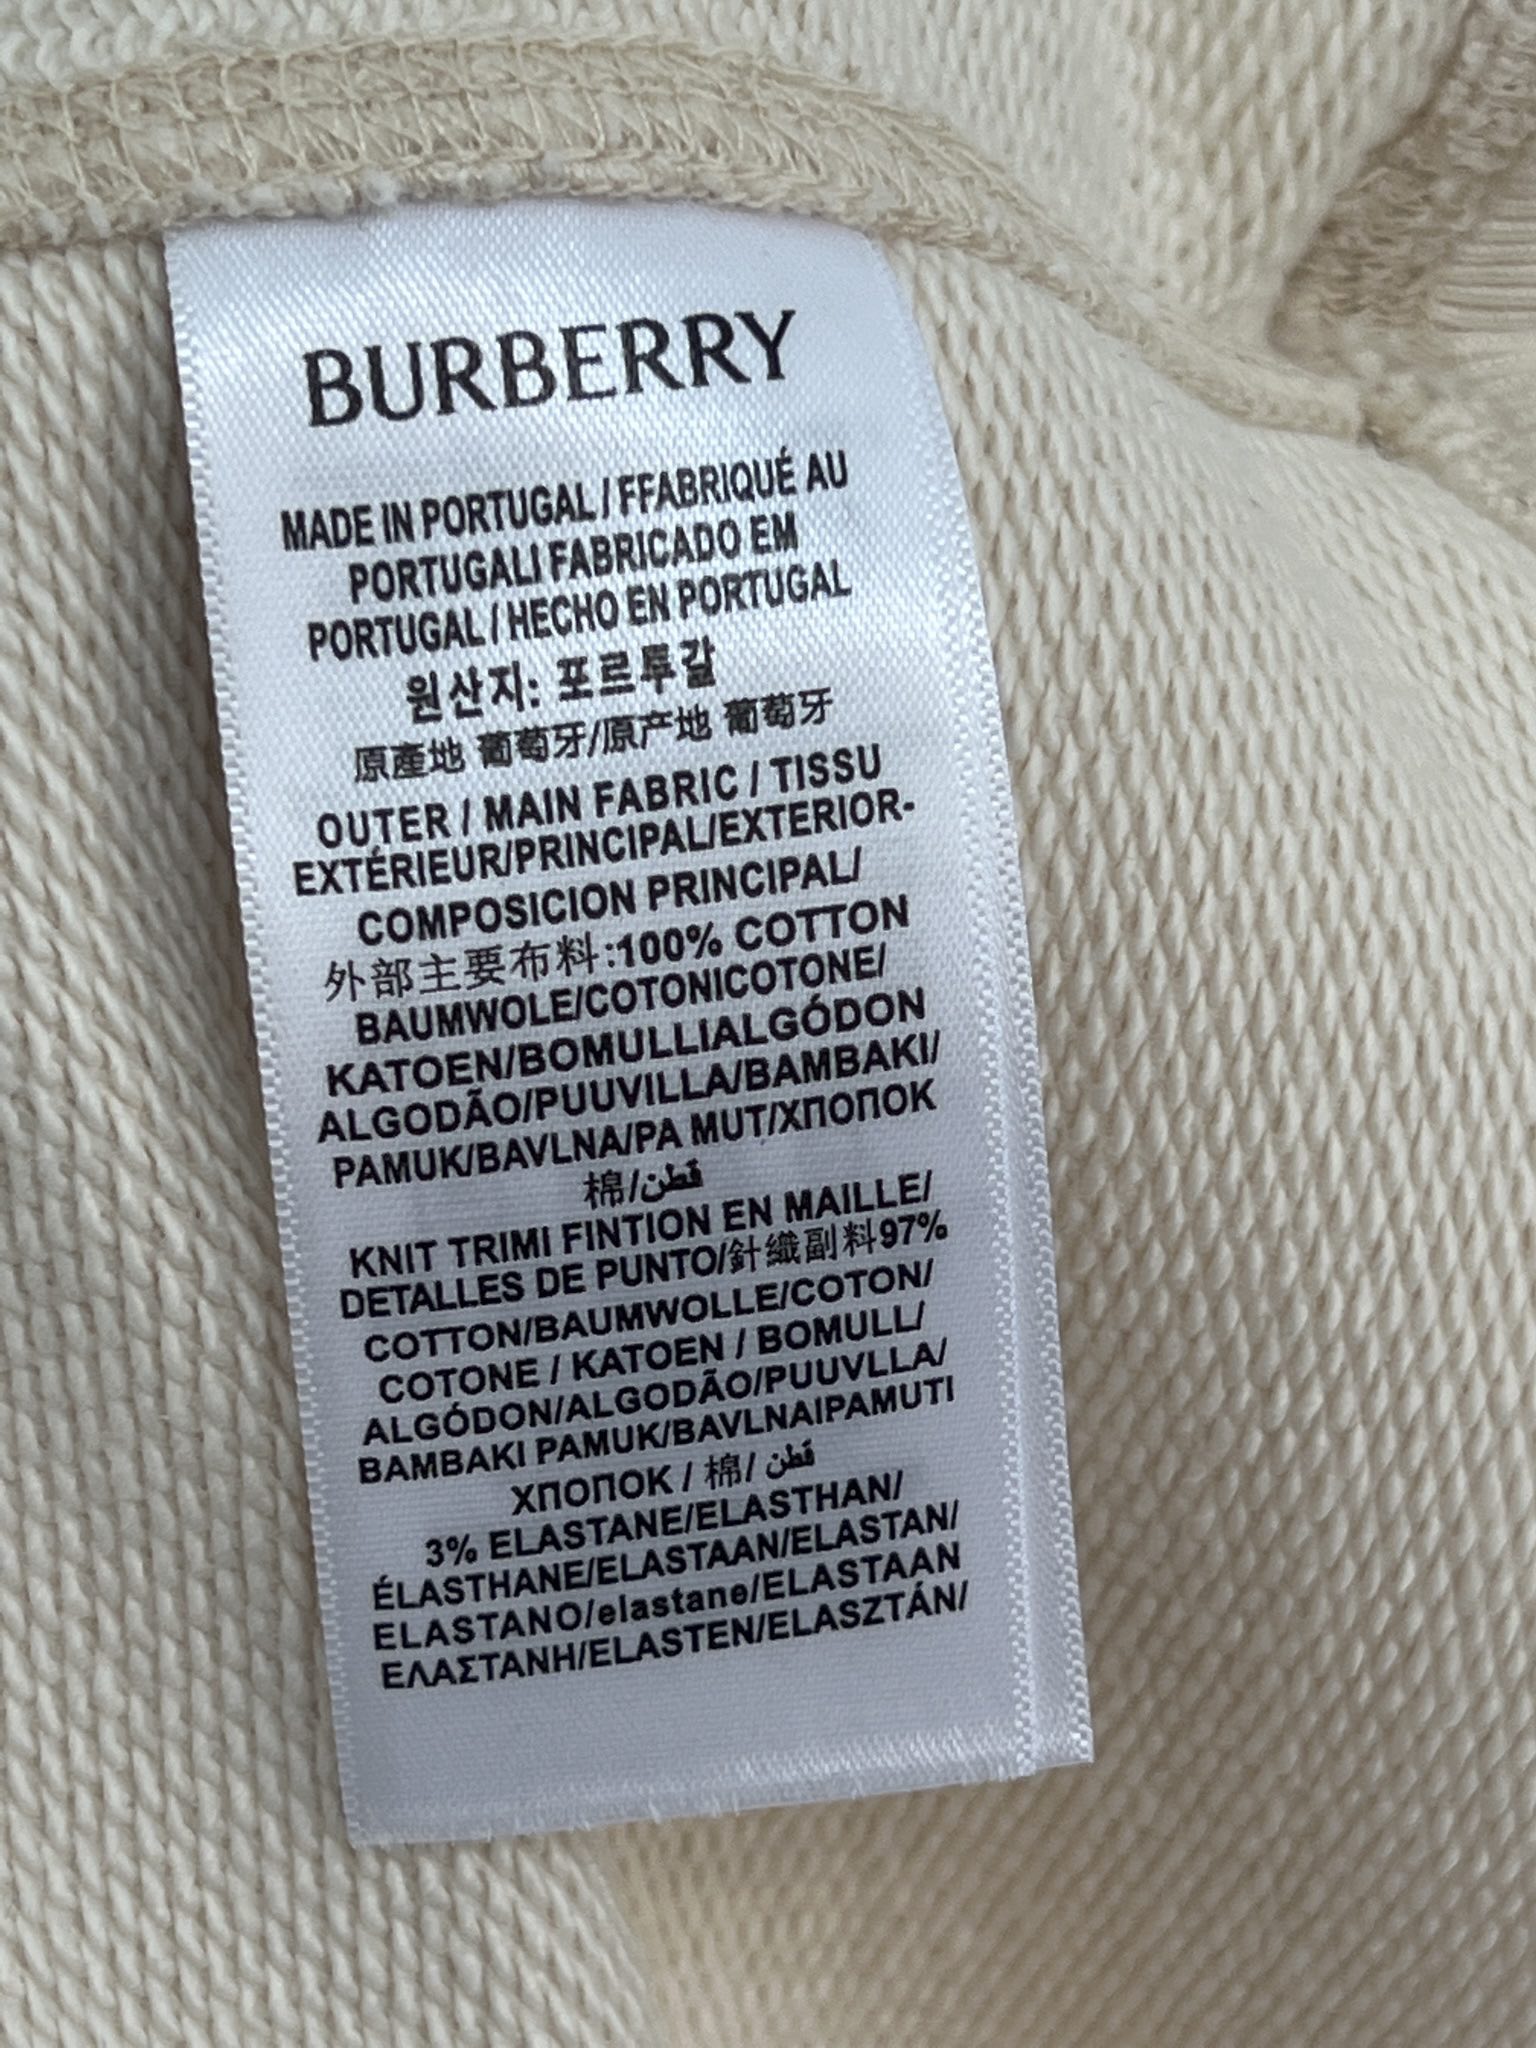 BURBERRY
MADE IN PORTUGAL / FFABRIQUÉ AU
PORTUGALI FABRICADO EM
PORTUGAL / HECHO EN PORTUGAL
원산지: 포르투갈
原產地 葡萄牙/原产地 葡萄牙
OUTER / MAIN FABRIC / TISSU
EXTÉRIEUR/PRINCIPAL/EXTERIOR-
COMPOSICION PRINCIPAL/
外部主要布料:100% COTTON
BAUMWOLE/COTONICOTONE/
KATOEN/BOMULLIALGÓDON
ALGODÃO/PUUVILLA/BAMBAKI/
PAMUK/BAVLNA/PA MUT/ХПОПОК
棉/قطن
KNIT TRIMI FINTION EN MAILLE/
DETALLES DE PUNTO/針織副料97%
COTTON/BAUMWOLLE/COTON/
COTONE / KATOEN / BOMULL/
ALGÓDON/ALGODÃO/PUUVLLA/
BAMBAKI PAMUK/BAVLNAIPAMUTI
ХПОПОК / 棉/ قطن
3% ELASTANE/ELASTHAN/
ÉLASTHANE/ELASTAAN/ELASTAN/
ELASTANO/elastane/ELASTAAN
ΕΛΑΣΤΑΝΗ/ELASTEN/ELASZTÁN/